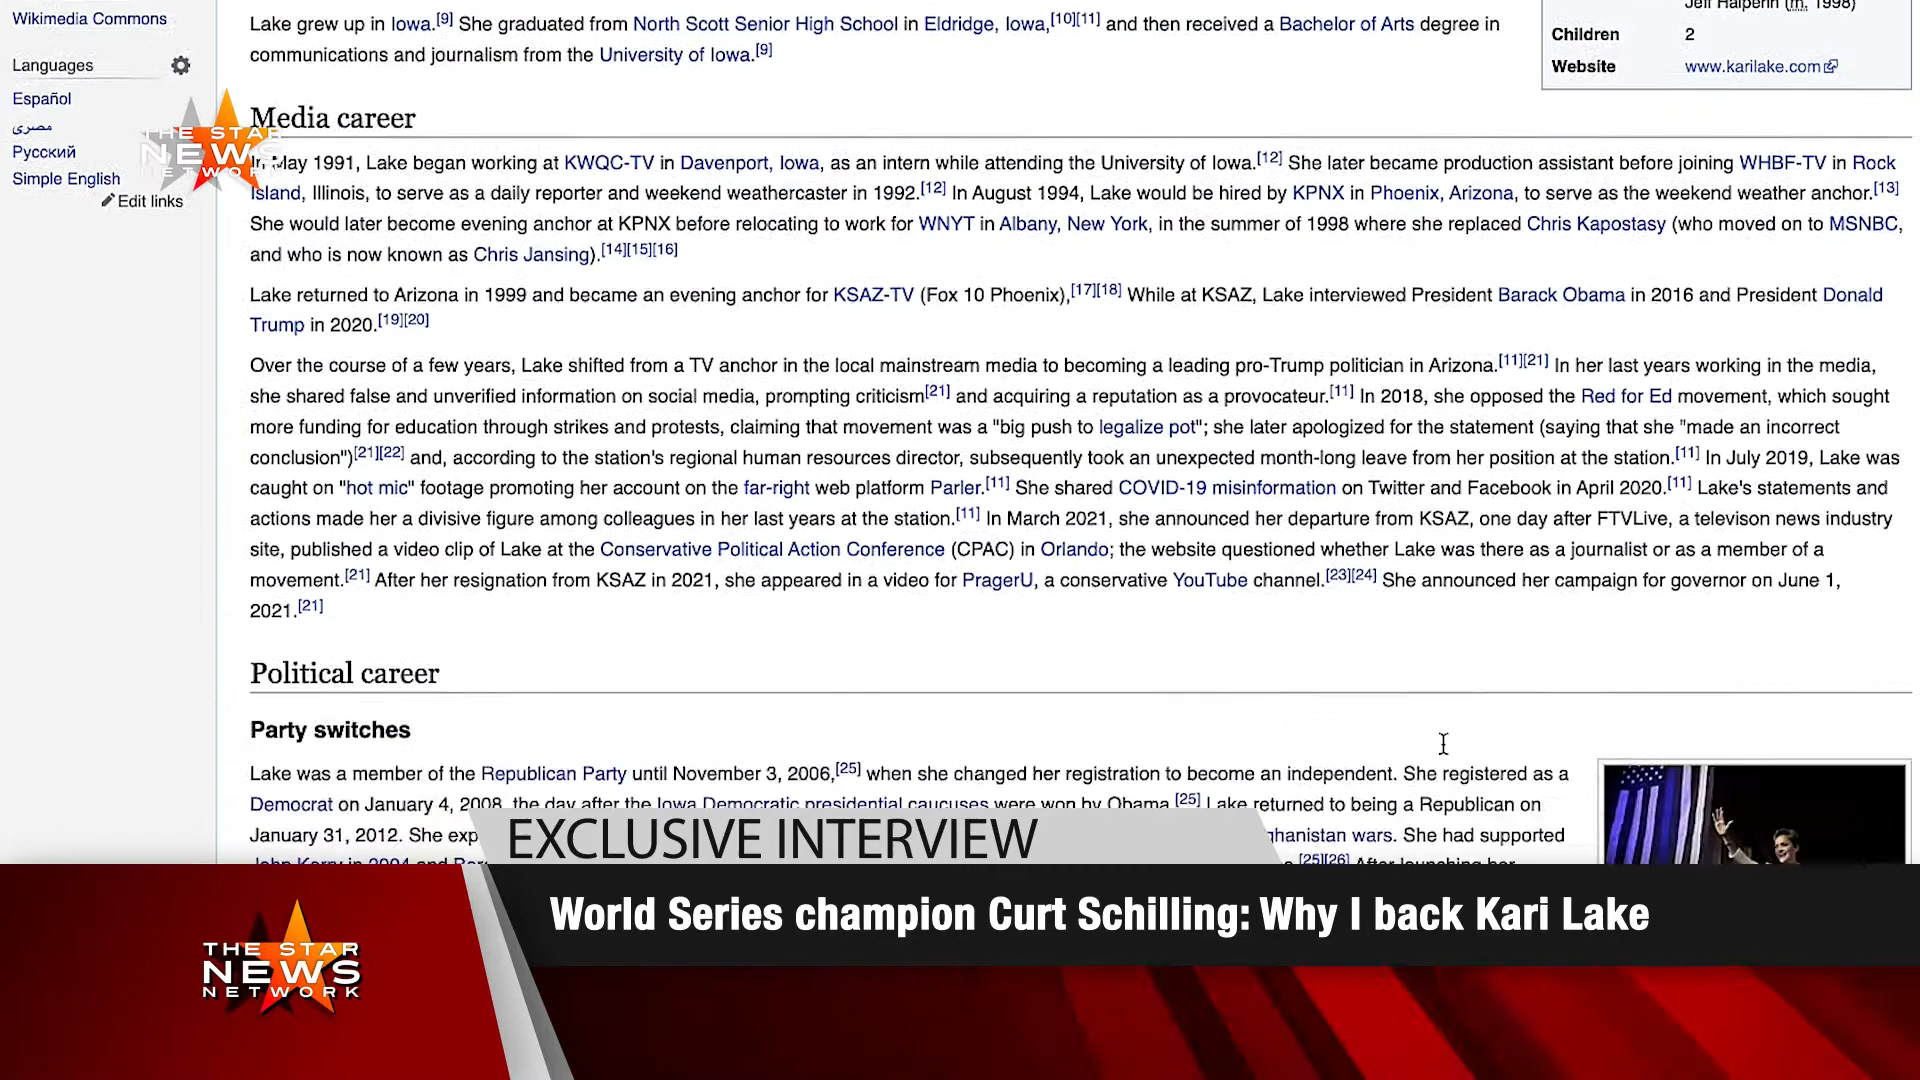 Wikimedia Commons
Languages
Español
مصرى
Русский
Simple English
Edit links
THE STAR
NEWS
NETWORK
Jeff Halperin (m. 1998)
Children 2
Website www.karilake.com
Lake grew up in Iowa.[9] She graduated from North Scott Senior High School in Eldridge, Iowa,[10][11] and then received a Bachelor of Arts degree in
communications and journalism from the University of Iowa.[9]
Media career
In May 1991, Lake began working at KWQC-TV in Davenport, Iowa, as an intern while attending the University of Iowa.[12] She later became production assistant before joining WHBF-TV in Rock
Island, Illinois, to serve as a daily reporter and weekend weathercaster in 1992.[12] In August 1994, Lake would be hired by KPNX in Phoenix, Arizona, to serve as the weekend weather anchor.[13]
She would later become evening anchor at KPNX before relocating to work for WNYT in Albany, New York, in the summer of 1998 where she replaced Chris Kapostasy (who moved on to MSNBC,
and who is now known as Chris Jansing).[14][15][16]
Lake returned to Arizona in 1999 and became an evening anchor for KSAZ-TV (Fox 10 Phoenix),[17][18] While at KSAZ, Lake interviewed President Barack Obama in 2016 and President Donald
Trump in 2020.[19][20]
Over the course of a few years, Lake shifted from a TV anchor in the local mainstream media to becoming a leading pro-Trump politician in Arizona.[11][21] In her last years working in the media,
she shared false and unverified information on social media, prompting criticism[21] and acquiring a reputation as a provocateur.[11] In 2018, she opposed the Red for Ed movement, which sought
more funding for education through strikes and protests, claiming that movement was a "big push to legalize pot"; she later apologized for the statement (saying that she "made an incorrect
conclusion")[21][22] and, according to the station's regional human resources director, subsequently took an unexpected month-long leave from her position at the station.[11] In July 2019, Lake was
caught on "hot mic" footage promoting her account on the far-right web platform Parler.[11] She shared COVID-19 misinformation on Twitter and Facebook in April 2020.[11] Lake's statements and
actions made her a divisive figure among colleagues in her last years at the station.[11] In March 2021, she announced her departure from KSAZ, one day after FTVLive, a televison news industry
site, published a video clip of Lake at the Conservative Political Action Conference (CPAC) in Orlando; the website questioned whether Lake was there as a journalist or as a member of a
movement.[21] After her resignation from KSAZ in 2021, she appeared in a video for PragerU, a conservative YouTube channel.[23][24] She announced her campaign for governor on June 1,
2021.[21]
Political career
Party switches
Lake was a member of the Republican Party until November 3, 2006,[25] when she changed her registration to become an independent. She registered as a
Democrat on January 4, 2008, the day after the Iowa Democratic presidential caucuses were won by Obama.[25] Lake returned to being a Republican on
January 31, 2012. She exp ghanistan wars. She had supported
John Kerry in 2004 and [25][26] After launching her
EXCLUSIVE INTERVIEW
World Series champion Curt Schilling: Why I back Kari Lake
THE STAR
NEWS
NETWORK